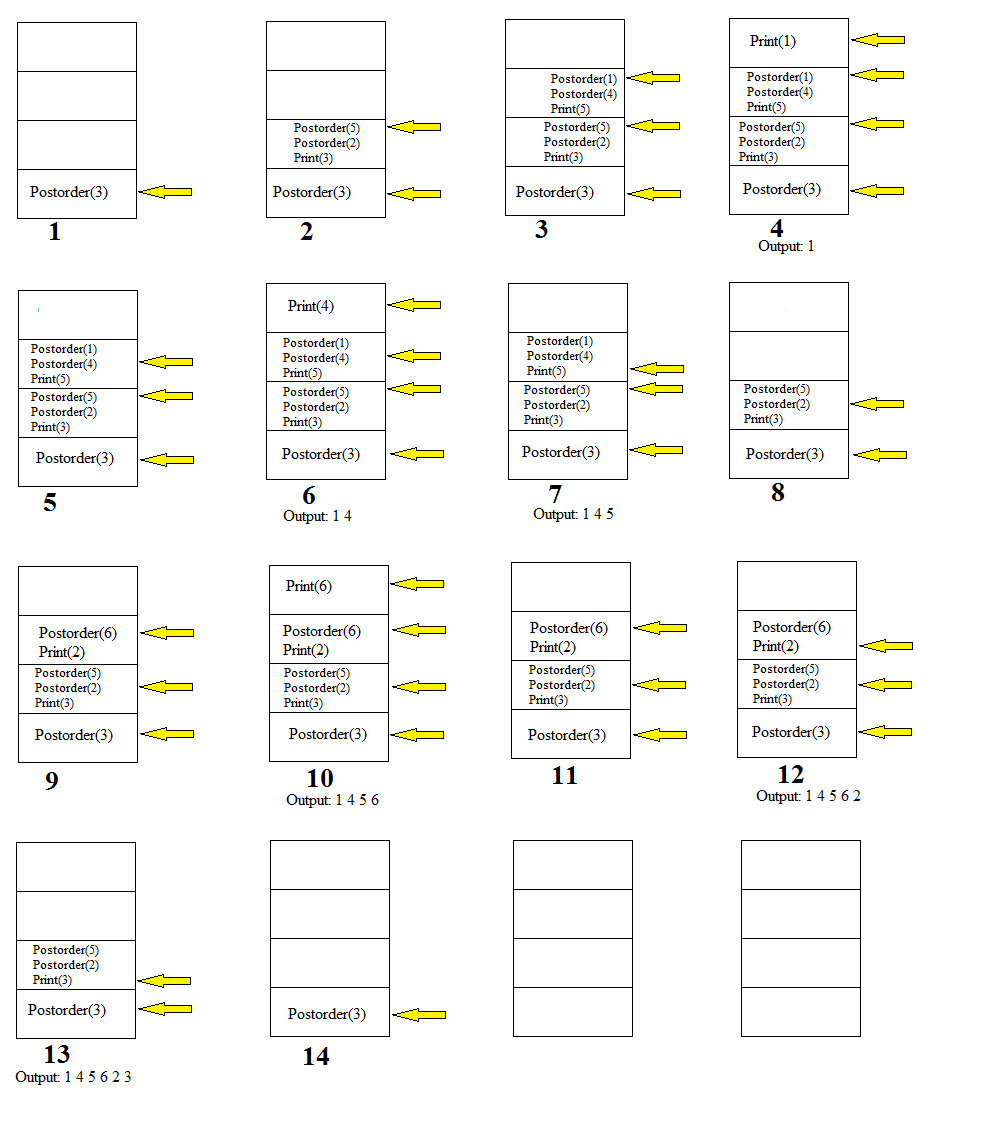 Postorder(3)
1
Postorder(5)
Postorder(2)
Print(3)
Postorder(3)
2
Postorder(1)
Postorder(4)
Print(5)
Postorder(5)
Postorder(2)
Print(3)
Postorder(3)
3
Print(1)
Postorder(1)
Postorder(4)
Print(5)
Postorder(5)
Postorder(2)
Print(3)
Postorder(3)
4
Output: 1
Postorder(1)
Postorder(4)
Print(5)
Postorder(5)
Postorder(2)
Print(3)
Postorder(3)
5
Print(4)
Postorder(1)
Postorder(4)
Print(5)
Postorder(5)
Postorder(2)
Print(3)
Postorder(3)
6
Output: 1 4
Postorder(1)
Postorder(4)
Print(5)
Postorder(5)
Postorder(2)
Print(3)
Postorder(3)
7
Output: 1 4 5
Postorder(5)
Postorder(2)
Print(3)
Postorder(3)
8
Postorder(6)
Print(2)
Postorder(5)
Postorder(2)
Print(3)
Postorder(3)
9
Print(6)
Postorder(6)
Print(2)
Postorder(5)
Postorder(2)
Print(3)
Postorder(3)
10
Output: 1 4 5 6
Postorder(6)
Print(2)
Postorder(5)
Postorder(2)
Print(3)
Postorder(3)
11
Postorder(6)
Print(2)
Postorder(5)
Postorder(2)
Print(3)
Postorder(3)
12
Output: 1 4 5 6 2
Postorder(5)
Postorder(2)
Print(3)
Postorder(3)
13
Output: 1 4 5 6 2 3
Postorder(3)
14